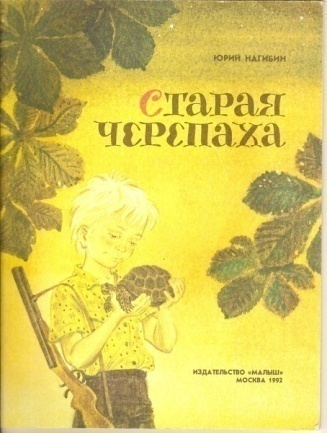 ЮРИЙ НАГИБИН
СТАРАЯ
ЧЕРЕПАХА
ИЗДАТЕЛЬСТВО «МАЛЫШ»
МОСКВА 1992